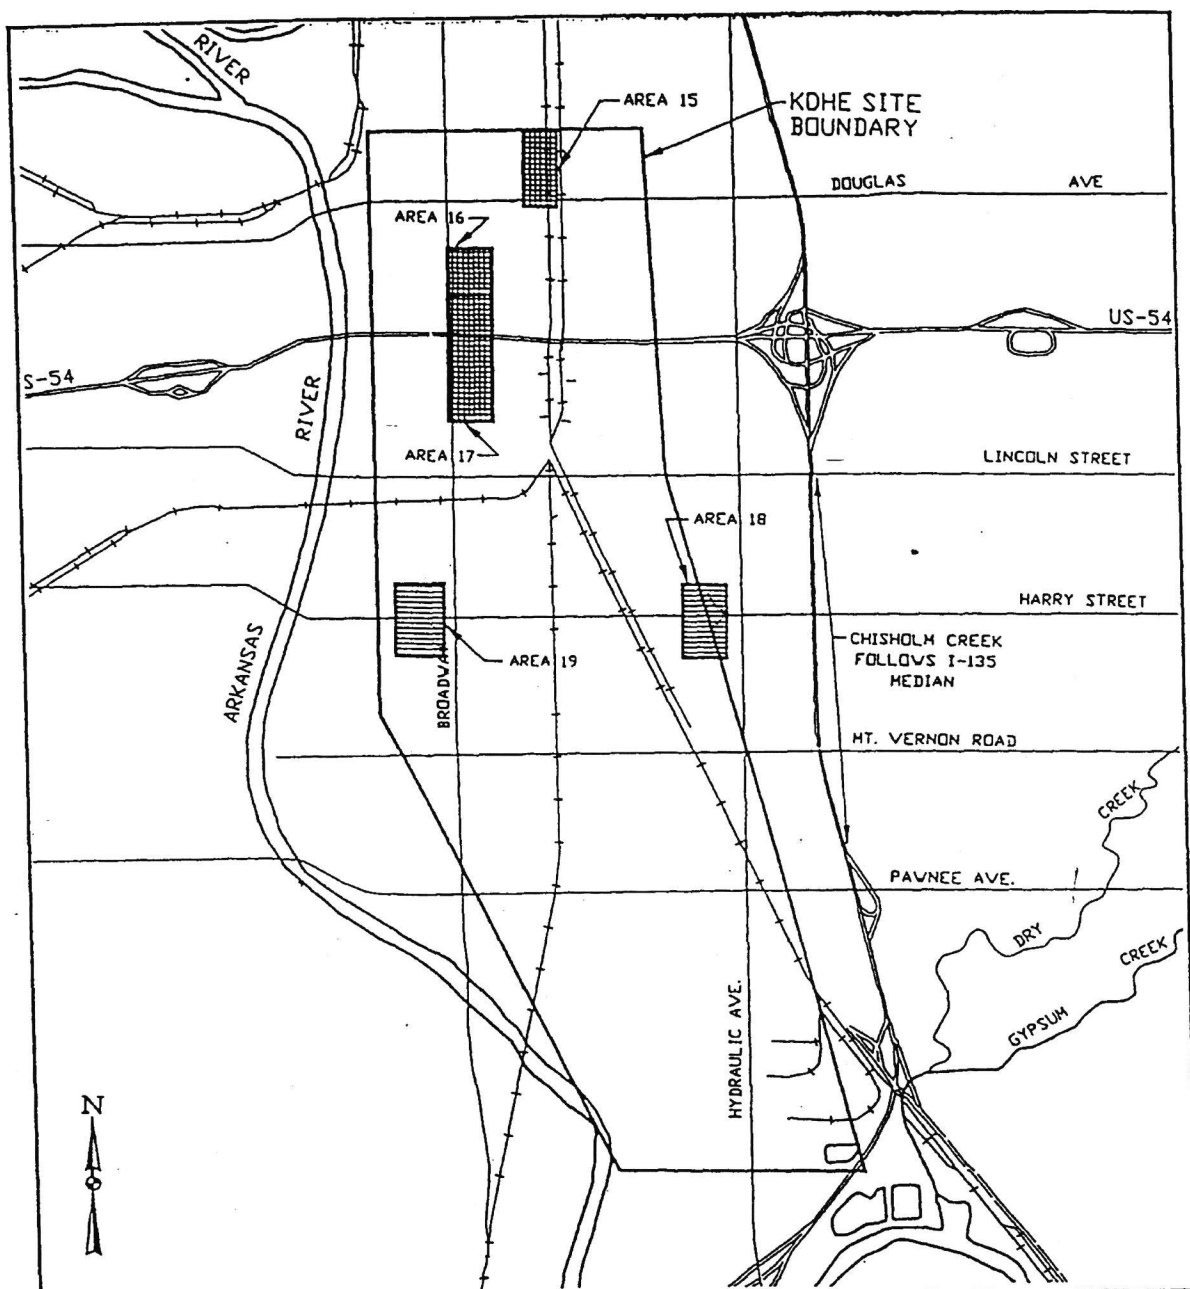 RIVER
AREA 15
KDHE SITE
BOUNDARY
DOUGLAS AVE
AREA 16
US-54
S-54
RIVER
AREA 17
LINCOLN STREET
AREA 18
HARRY STREET
ARKANSAS
AREA 19
BROADWAY
CHISHOLM CREEK
FOLLOWS I-135
MEDIAN
MT. VERNON ROAD
CREEK
PAWNEE AVE.
DRY
CREEK
GYPSUM
HYDRAULIC AVE.
N